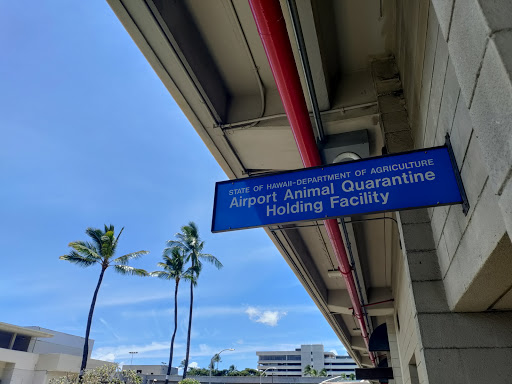 STATE OF HAWAII-DEPARTMENT OF AGRICULTURE
Airport Animal Quarantine
Holding Facility